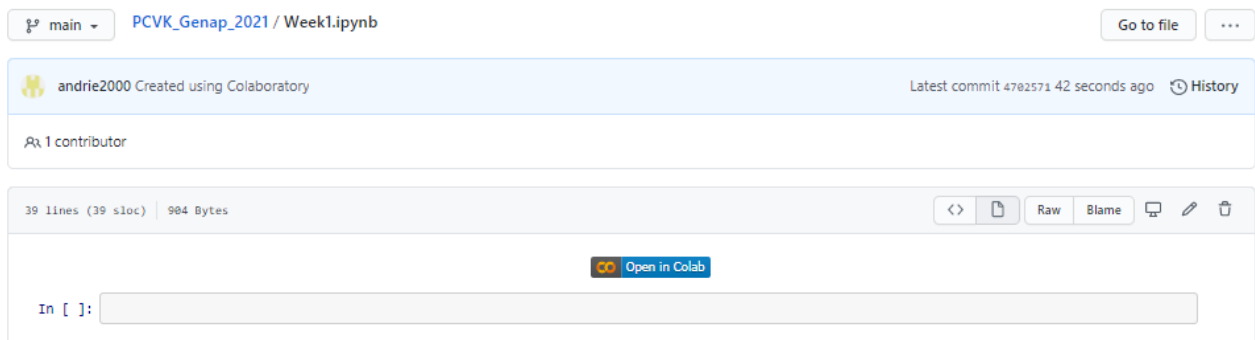 main PCVK_Genap_2021 / Week1.ipynb Go to file ...
andrie2000 Created using Colaboratory Latest commit 4702571 42 seconds ago History
1 contributor
39 lines (39 sloc) 904 Bytes <> Raw Blame
CO Open in Colab
In [ ]: